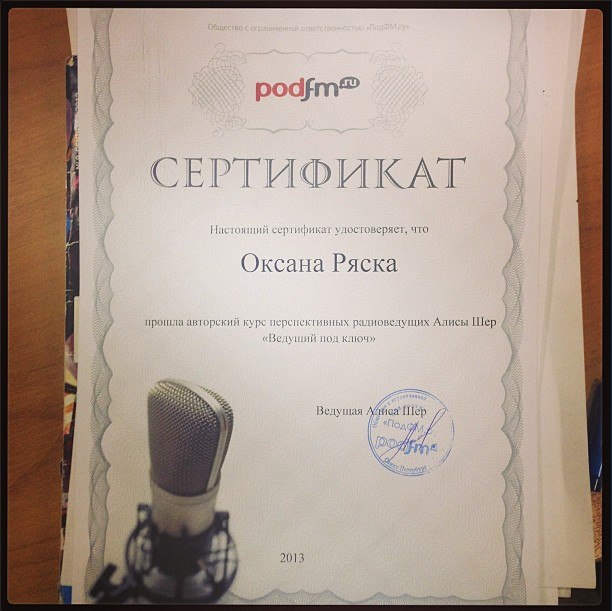 Общество с ограниченной ответственностью «ПодФМ.ру»
podfm.ru
СЕРТИФИКАТ
Настоящий сертификат удостоверяет, что
Оксана Ряска
прошла авторский курс перспективных радиоведущих Алисы Шер
«Ведущий под ключ»
Ведущая Алиса Шер
«ПодФМ.
podfm
2013